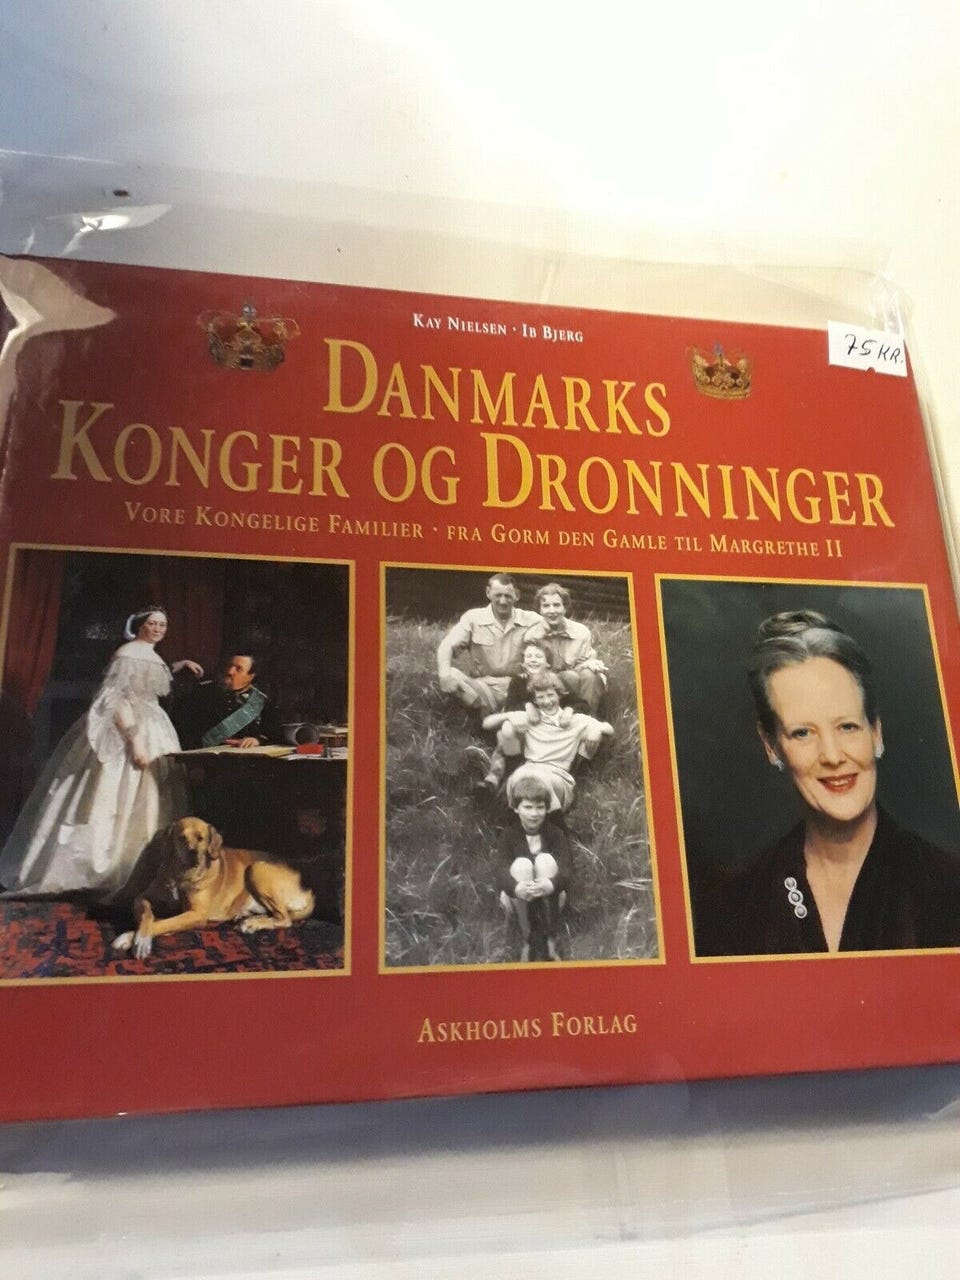 KAY NIELSEN · IB BJERG
75 KR.
DANMARKS
KONGER OG DRONNINGER
VORE KONGELIGE FAMILIER · FRA GORM DEN GAMLE TIL MARGRETHE II
ASKHOLMS FORLAG